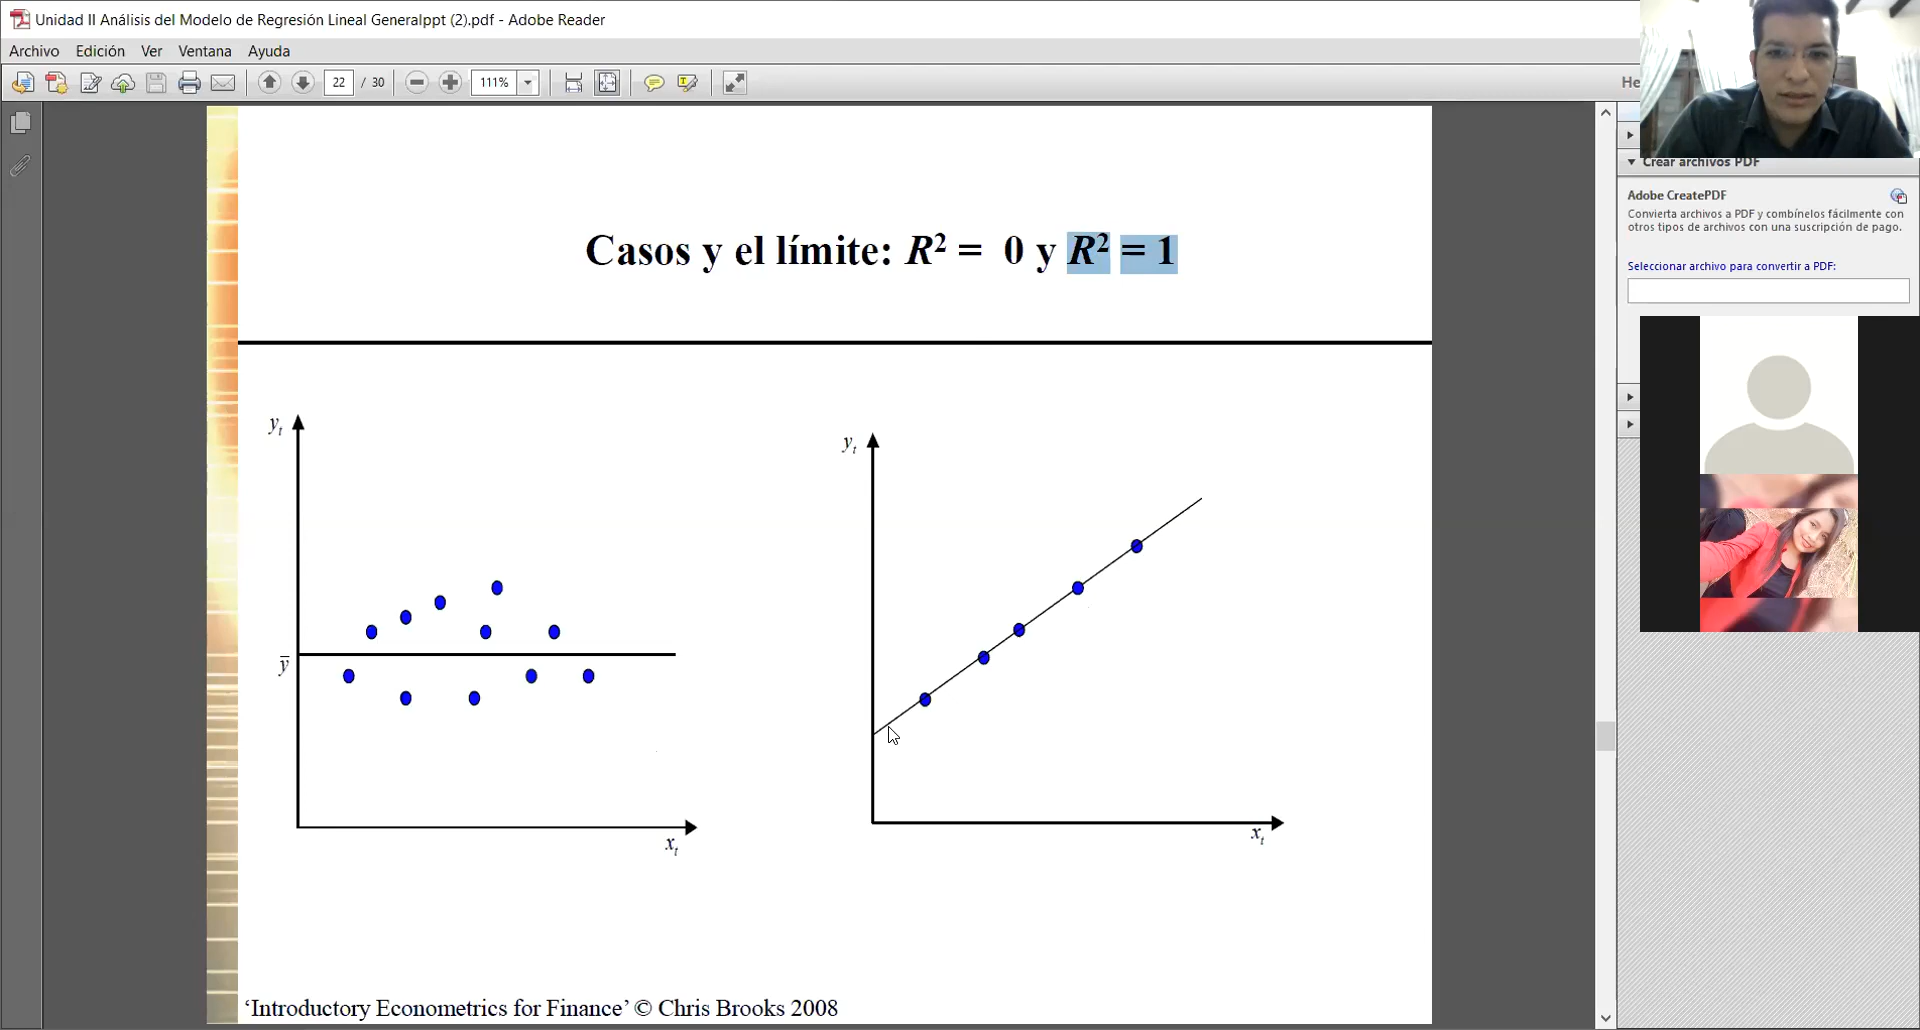 Unidad II Análisis del Modelo de Regresión Lineal Generalppt (2).pdf - Adobe Reader
Archivo Edición Ver Ventana Ayuda
22 / 30 111% He
Crear archivos PDF
Adobe CreatePDF
Convierta archivos a PDF y combínelos fácilmente con
otros tipos de archivos con una suscripción de pago.
Seleccionar archivo para convertir a PDF:
Casos y el límite: R² = 0 y R² = 1
yₜ
y̅
xₜ
yₜ
xₜ
‘Introductory Econometrics for Finance’ © Chris Brooks 2008